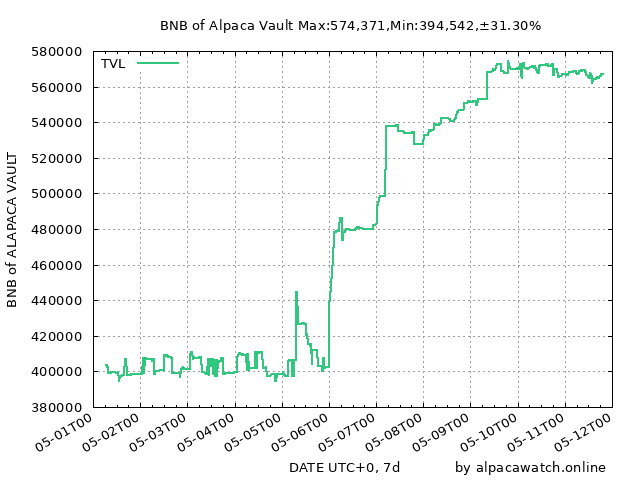 BNB of Alpaca Vault Max:574,371,Min:394,542,±31.30%
TVL
580000
560000
540000
520000
500000
480000
460000
440000
420000
400000
380000
BNB of ALAPACA VAULT
05-01T00
05-02T00
05-03T00
05-04T00
05-05T00
05-06T00
05-07T00
05-08T00
05-09T00
05-10T00
05-11T00
05-12T00
DATE UTC+0, 7d
by alpacawatch.online